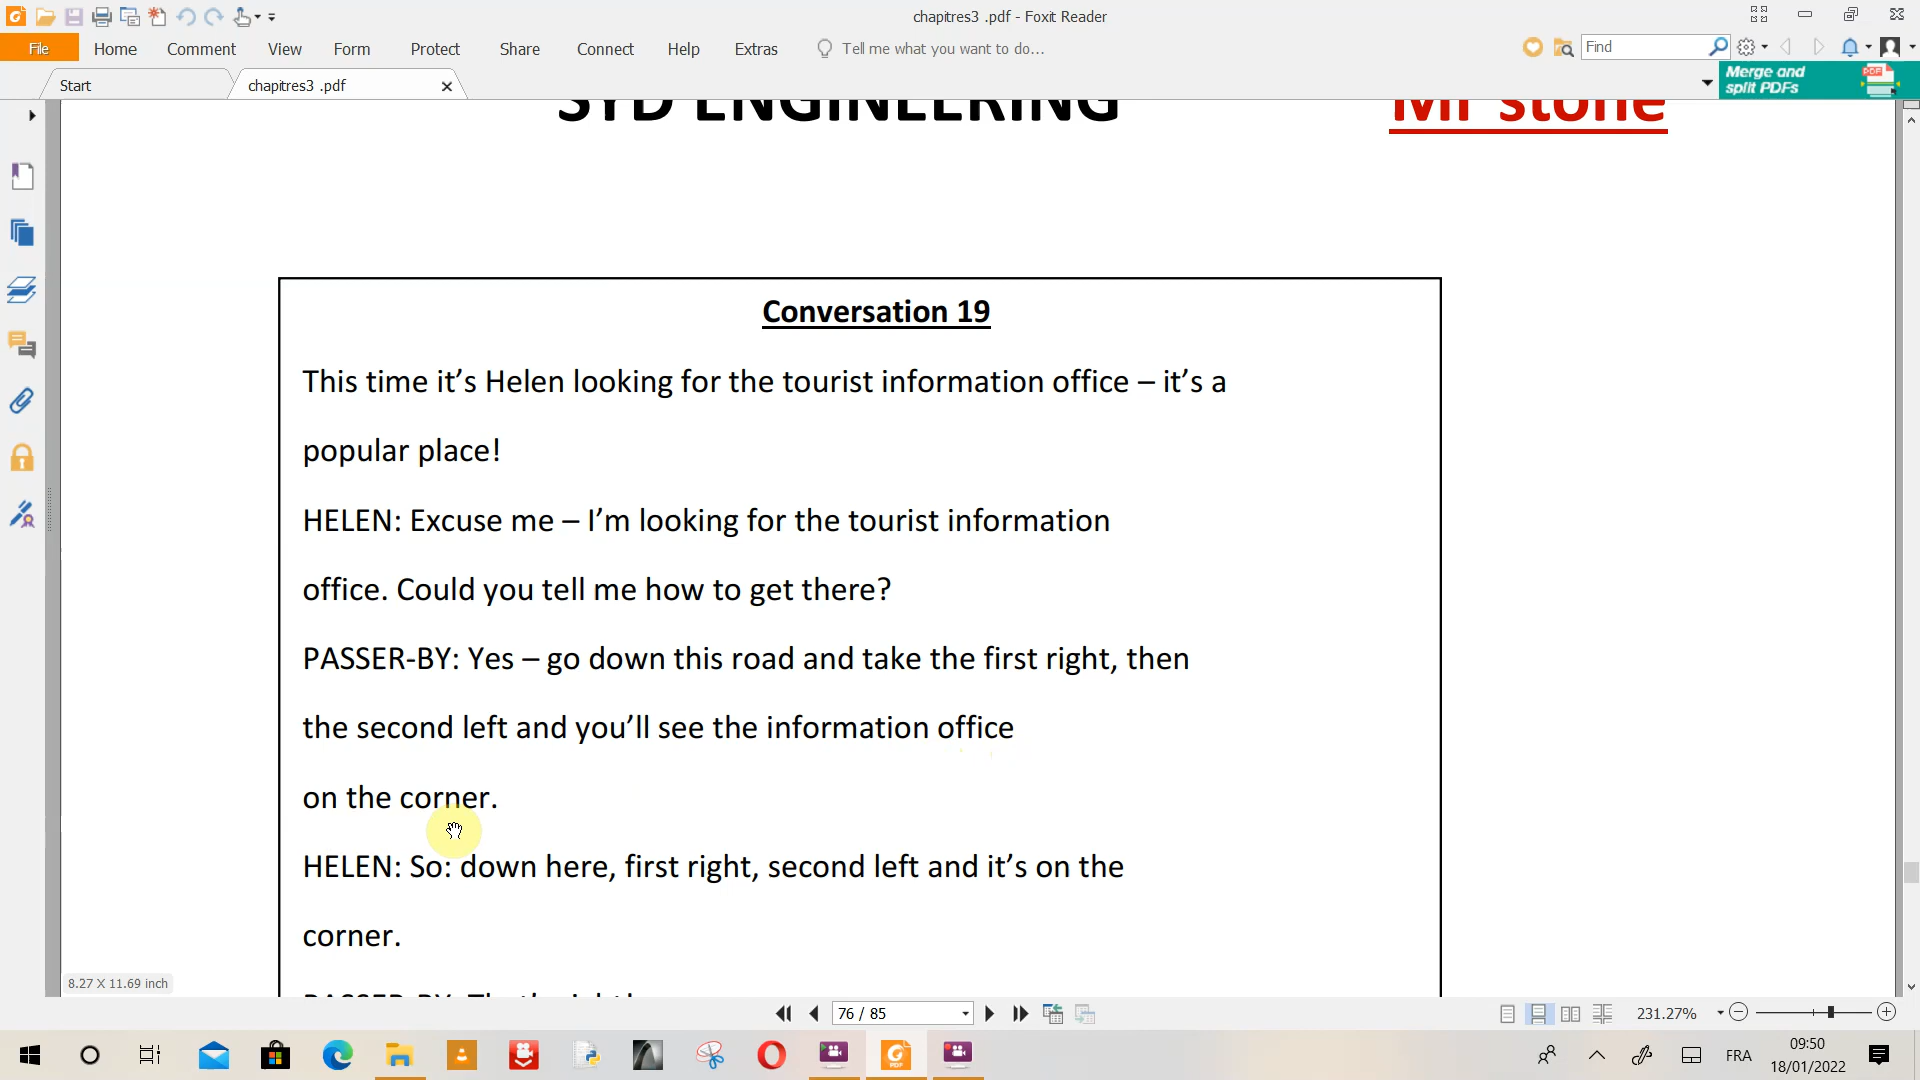 chapitres3 .pdf - Foxit Reader
File Home Comment View Form Protect Share Connect Help Extras Tell me what you want to do... Find
Start chapitres3 .pdf Merge and split PDFs
SYD ENGINEERING Mr stone
Conversation 19
This time it's Helen looking for the tourist information office – it's a
popular place!
HELEN: Excuse me – I'm looking for the tourist information
office. Could you tell me how to get there?
PASSER-BY: Yes – go down this road and take the first right, then
the second left and you'll see the information office
on the corner.
HELEN: So: down here, first right, second left and it's on the
corner.
8.27 X 11.69 inch
76 / 85 231.27%
FRA 09:50
18/01/2022